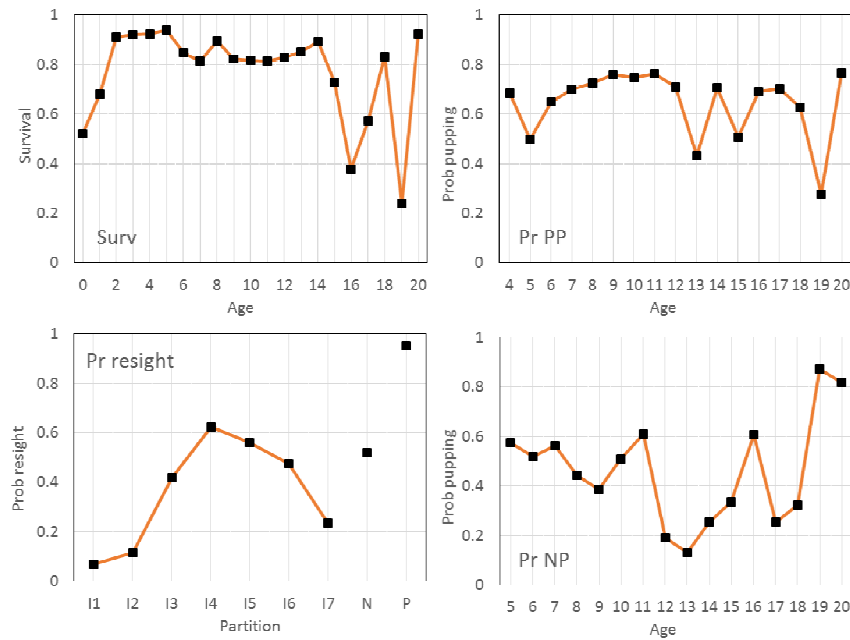 1
0.8
0.6
0.4
0.2
0
Survival
Surv
0 2 4 6 8 10 12 14 16 18 20
Age
1
0.8
0.6
0.4
0.2
0
Prob pupping
Pr PP
4 5 6 7 8 9 10 11 12 13 14 15 16 17 18 19 20
Age
1
0.8
0.6
0.4
0.2
0
Prob resight
Pr resight
I1 I2 I3 I4 I5 I6 I7 N P
Partition
1
0.8
0.6
0.4
0.2
0
Prob pupping
Pr NP
5 6 7 8 9 10 11 12 13 14 15 16 17 18 19 20
Age